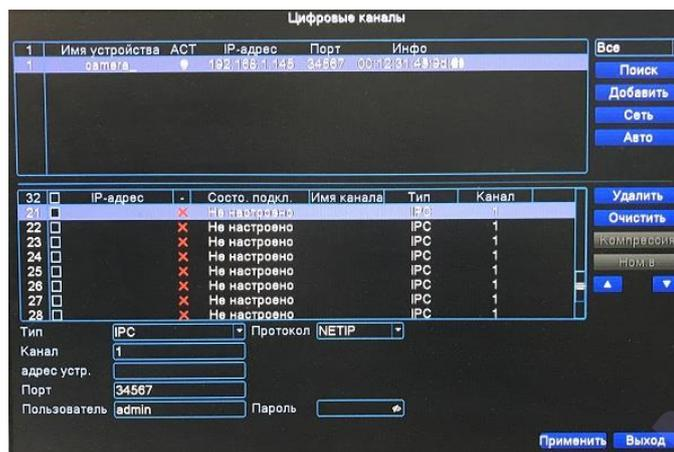 Цифровые каналы
1 Имя устройства АСТ IP-адрес Порт Инфо Все
1 camera_ 192.168.1.145 34567
Поиск
Добавить
Сеть
Авто
32 IP-адрес - Состо. подкл. Имя канала Тип Канал Удалить
21 Не настроено IPC 1 Очистить
22 Не настроено IPC 1
23 Не настроено IPC 1 Компрессия
24 Не настроено IPC 1 Ном.в
25 Не настроено IPC 1
26 Не настроено IPC 1
27 Не настроено IPC 1
28 Не настроено IPC 1
Тип IPC Протокол NETIP
Канал 1
адрес устр.
Порт 34567
Пользователь admin Пароль
Применить Выход